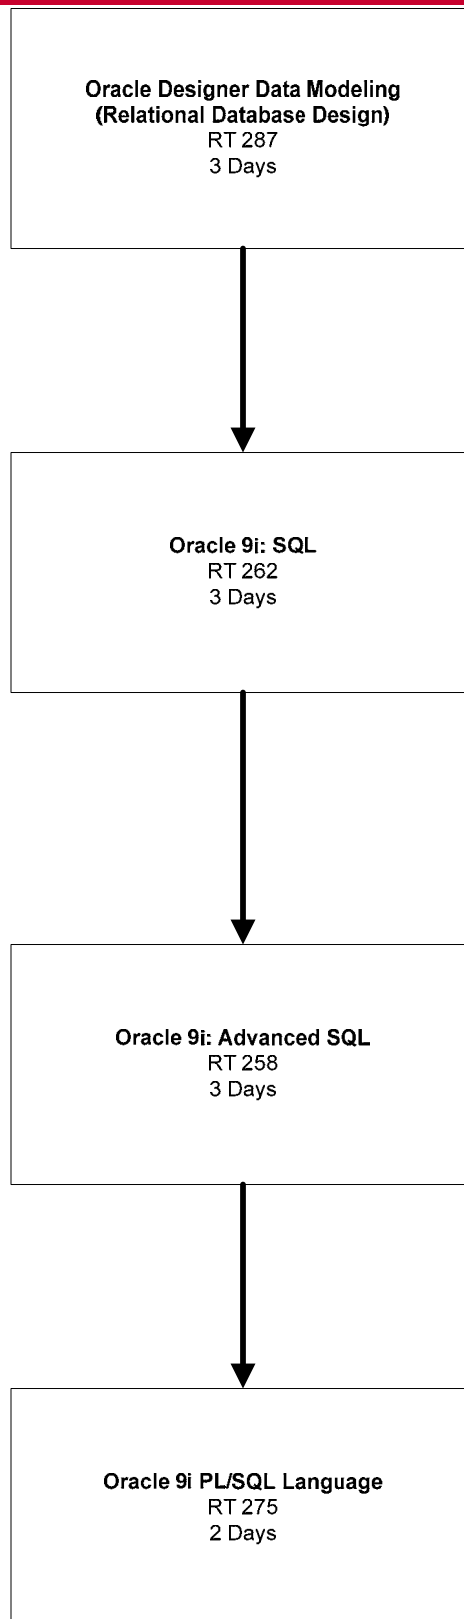 Oracle Designer Data Modeling
(Relational Database Design)
RT 287
3 Days
Oracle 9i: SQL
RT 262
3 Days
Oracle 9i: Advanced SQL
RT 258
3 Days
Oracle 9i PL/SQL Language
RT 275
2 Days